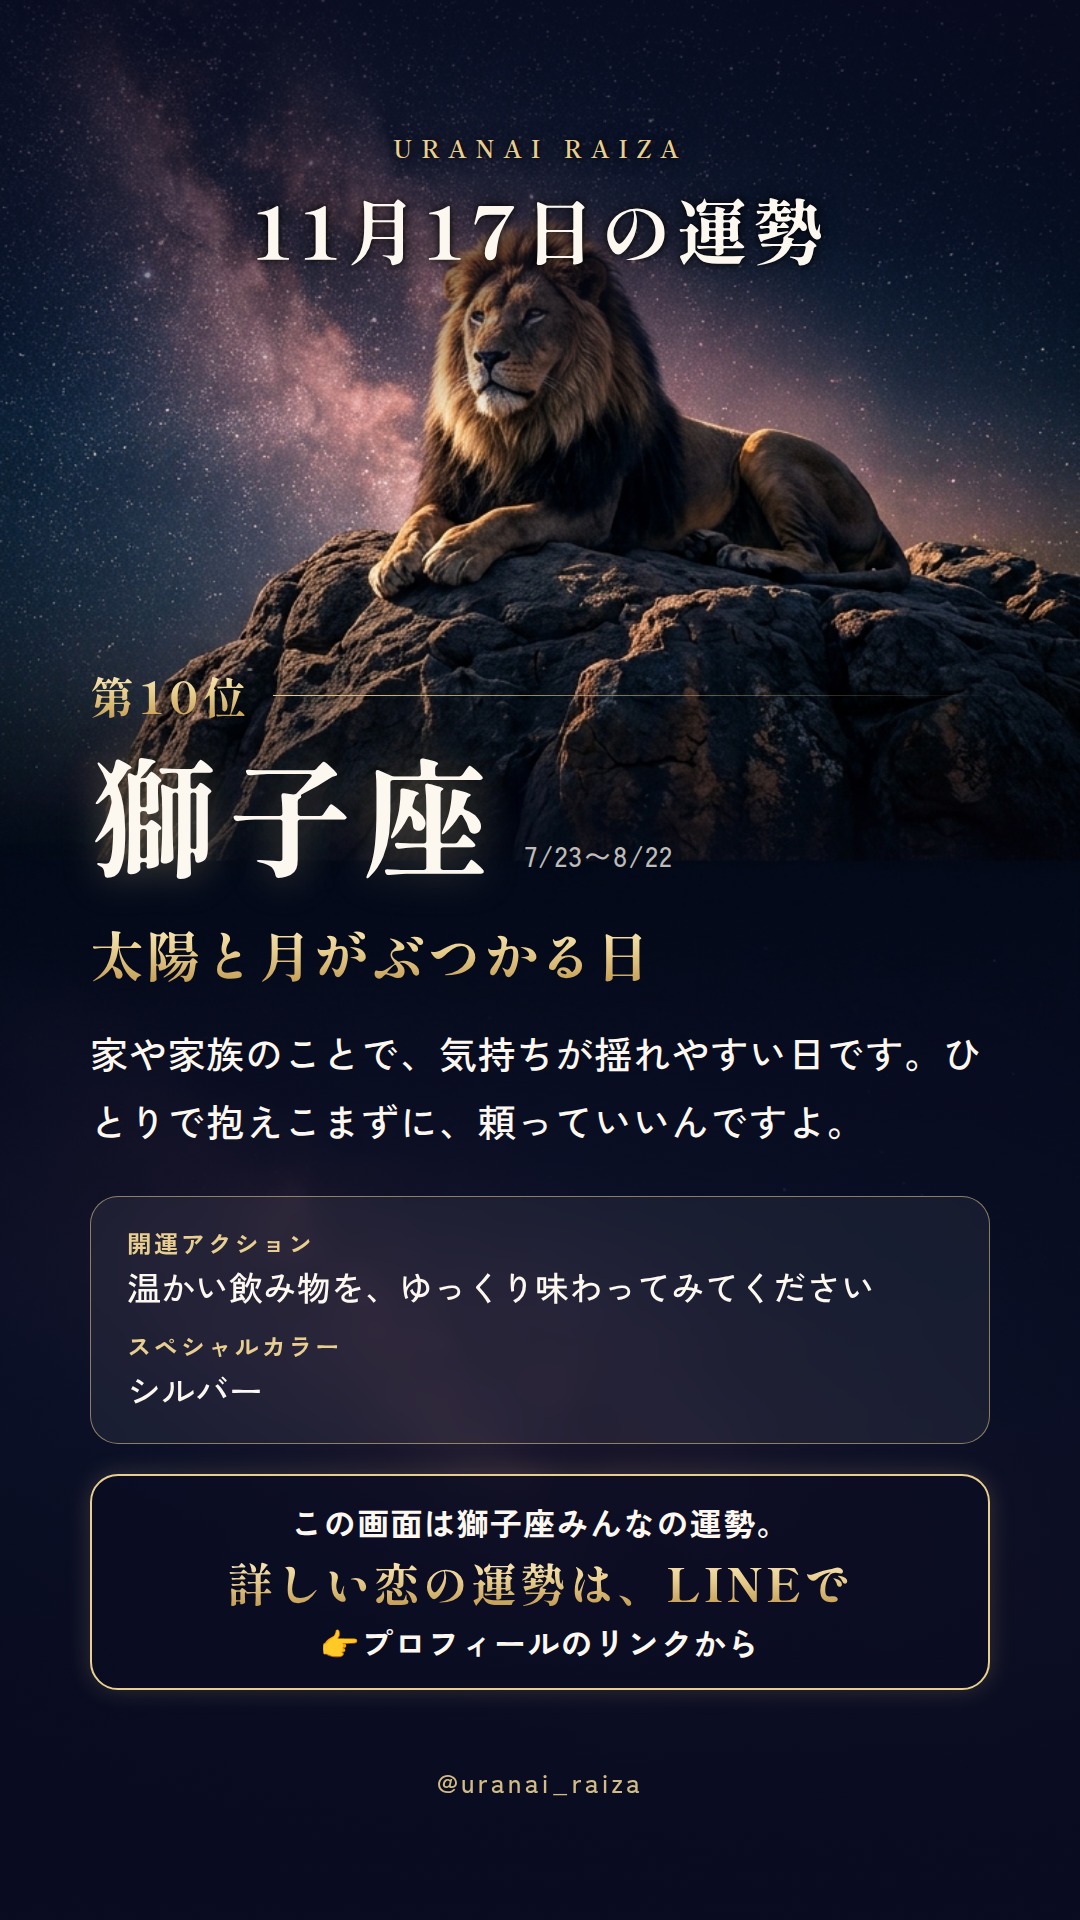 URANAI RAIZA
11月17日の運勢
第10位
獅子座 7/23〜8/22
太陽と月がぶつかる日
家や家族のことで、気持ちが揺れやすい日です。ひ
とりで抱えこまずに、頼っていいんですよ。
開運アクション
温かい飲み物を、ゆっくり味わってみてください
スペシャルカラー
シルバー
この画面は獅子座みんなの運勢。
詳しい恋の運勢は、LINEで
👉プロフィールのリンクから
@uranai_raiza